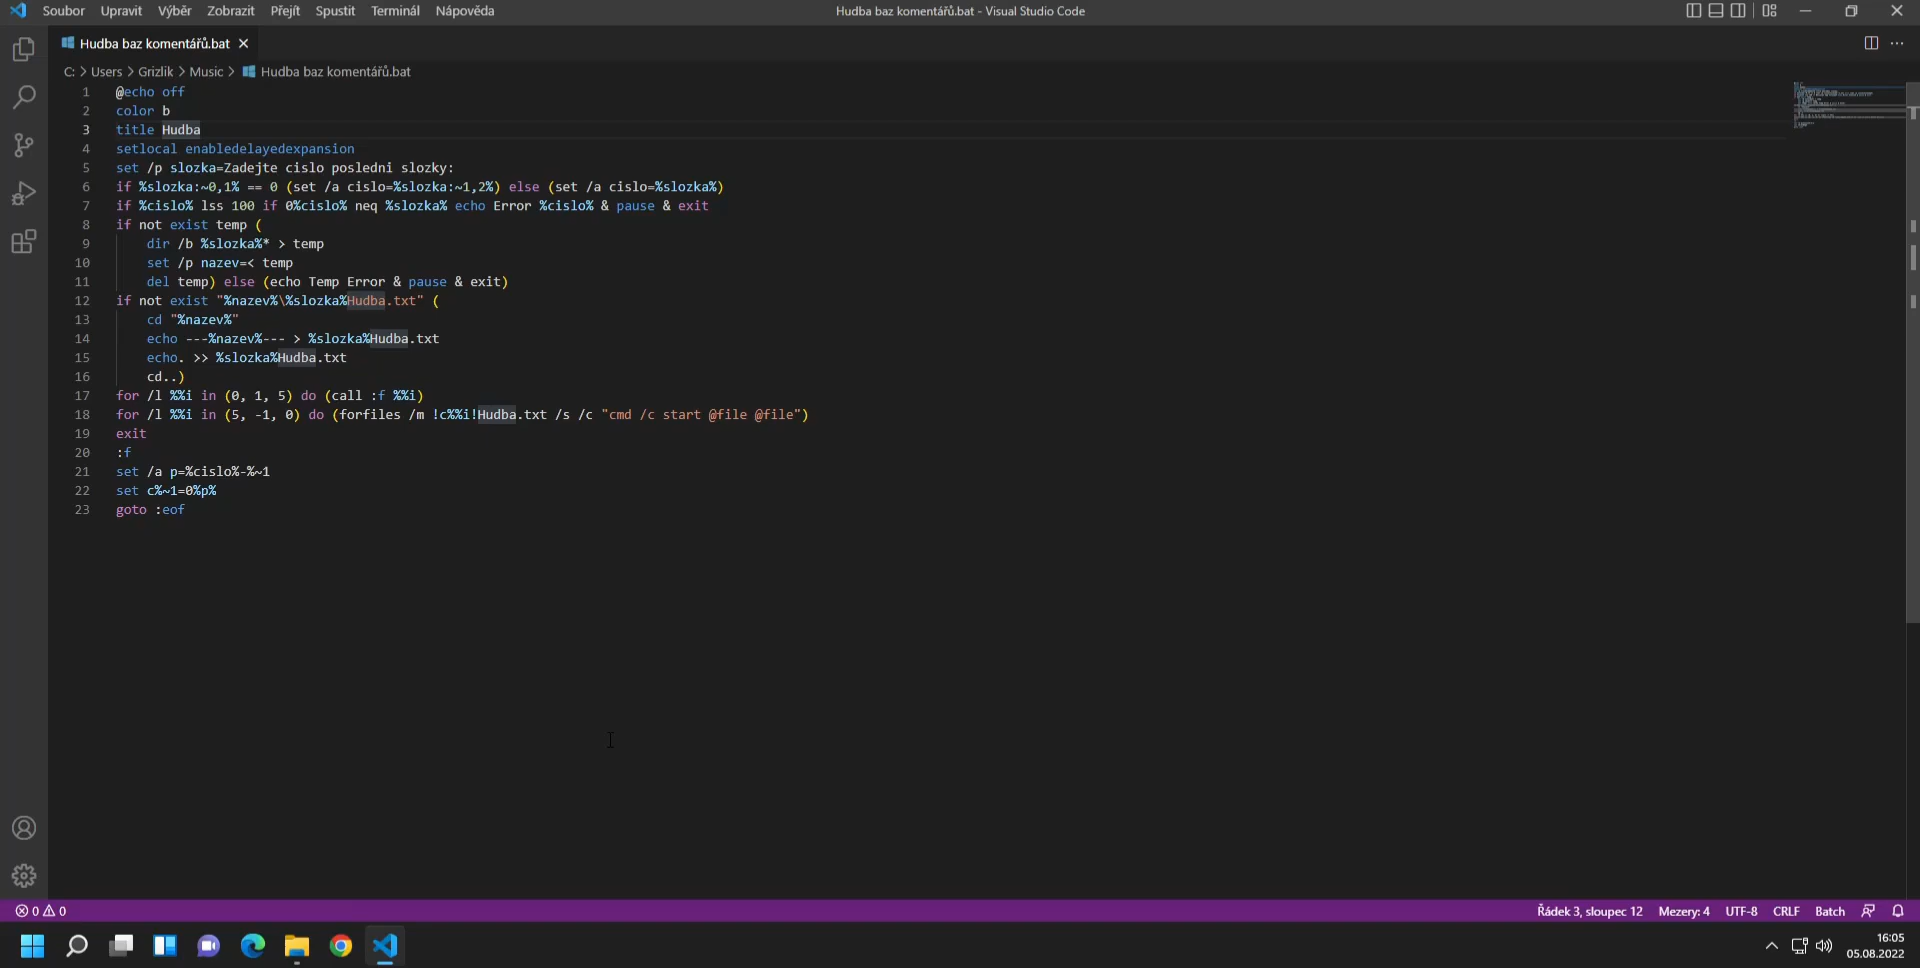 Soubor Upravit Výběr Zobrazit Přejít Spustit Terminál Nápověda Hudba baz komentářů.bat - Visual Studio Code
Hudba baz komentářů.bat
C: > Users > Grizlik > Music > Hudba baz komentářů.bat
1 @echo off
2 color b
3 title Hudba
4 setlocal enabledelayedexpansion
5 set /p slozka=Zadejte cislo posledni slozky:
6 if %slozka:~0,1% == 0 (set /a cislo=%slozka:~1,2%) else (set /a cislo=%slozka%)
7 if %cislo% lss 100 if 0%cislo% neq %slozka% echo Error %cislo% & pause & exit
8 if not exist temp (
9 dir /b %slozka%* > temp
10 set /p nazev=< temp
11 del temp) else (echo Temp Error & pause & exit)
12 if not exist "%nazev%\%slozka%Hudba.txt" (
13 cd "%nazev%"
14 echo ---%nazev%--- > %slozka%Hudba.txt
15 echo. >> %slozka%Hudba.txt
16 cd..)
17 for /l %%i in (0, 1, 5) do (call :f %%i)
18 for /l %%i in (5, -1, 0) do (forfiles /m !c%%i!Hudba.txt /s /c "cmd /c start @file @file")
19 exit
20 :f
21 set /a p=%cislo%-%~1
22 set c%~1=0%p%
23 goto :eof
0 0 Řádek 3, sloupec 12 Mezery: 4 UTF-8 CRLF Batch
16:05
05.08.2022